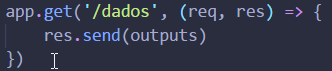 app.get('/dados', (req, res) => {
    res.send(outputs)
})